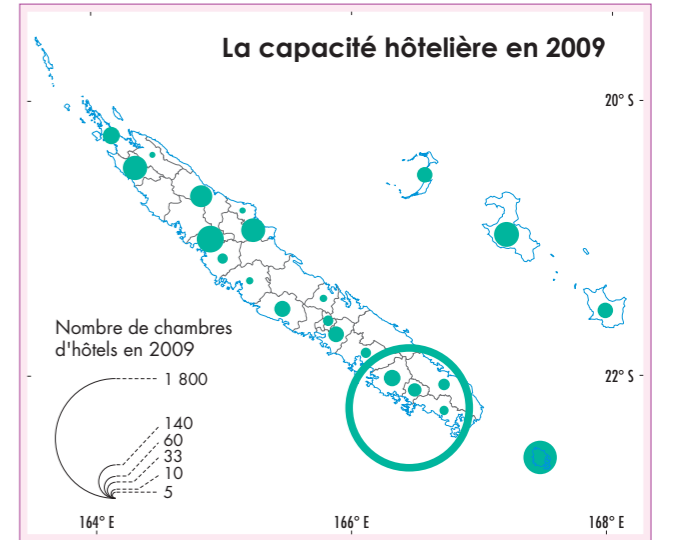 La capacité hôtelière en 2009
20° S
Nombre de chambres
d'hôtels en 2009
1 800
140
60
33
10
5
22° S
164° E
166° E
168° E